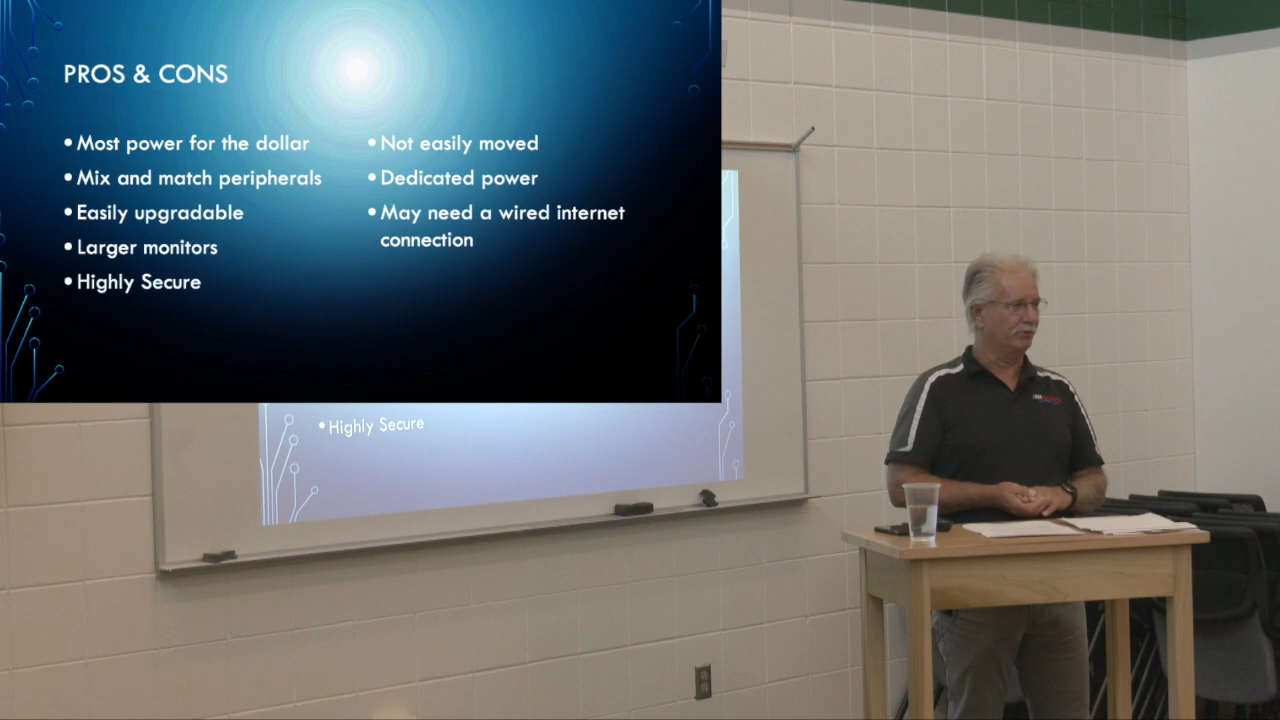 PROS & CONS
• Most power for the dollar
• Mix and match peripherals
• Easily upgradable
• Larger monitors
• Highly Secure
• Not easily moved
• Dedicated power
• May need a wired internet
connection
• Highly Secure